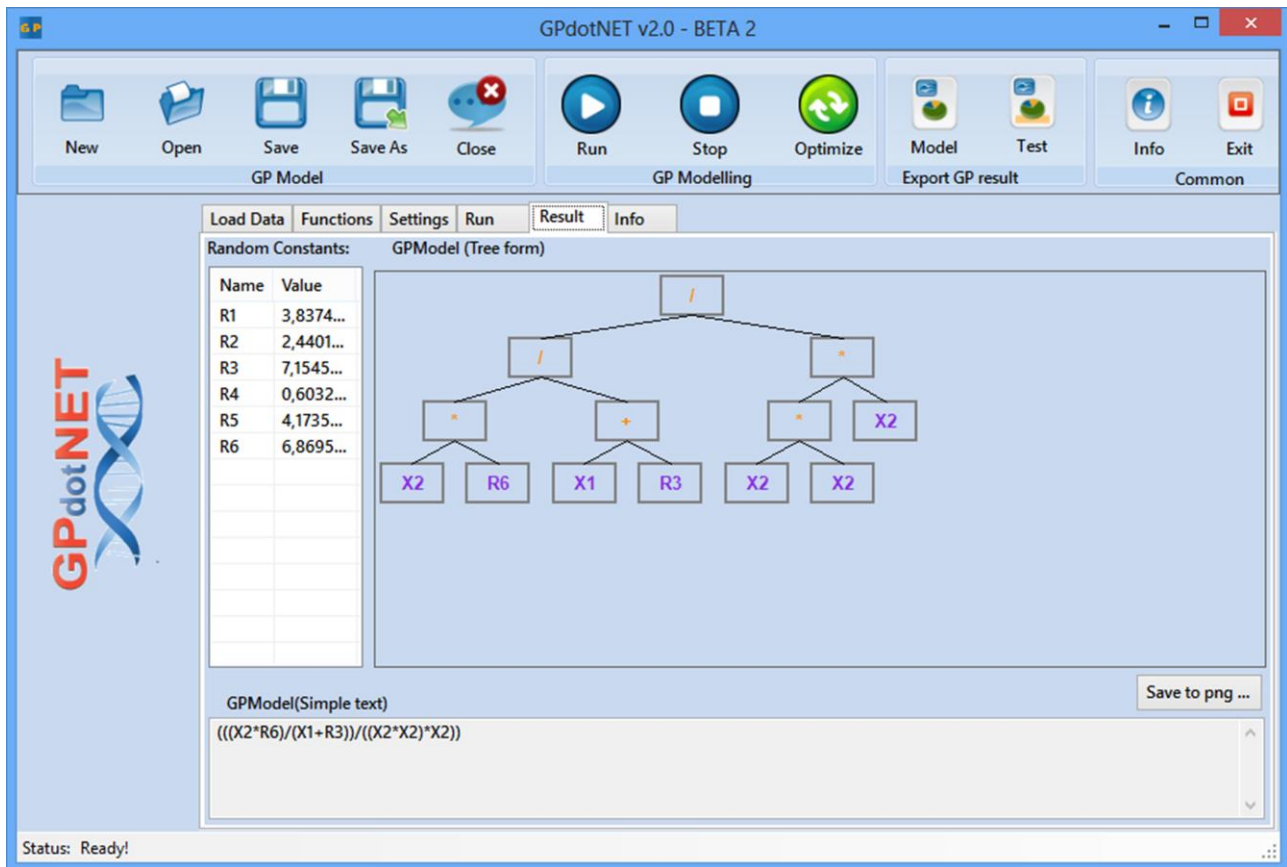 GP
GPdotNET v2.0 - BETA 2
New Open Save Save As Close Run Stop Optimize Model Test Info Exit
GP Model GP Modelling Export GP result Common
Load Data Functions Settings Run Result Info
Random Constants: GPModel (Tree form)
Name Value
R1 3,8374...
R2 2,4401...
R3 7,1545...
R4 0,6032...
R5 4,1735...
R6 6,8695...
/
/ *
* + * X2
X2 R6 X1 R3 X2 X2
GPdotNET
Save to png ...
GPModel(Simple text)
(((X2*R6)/(X1+R3))/((X2*X2)*X2))
Status: Ready!